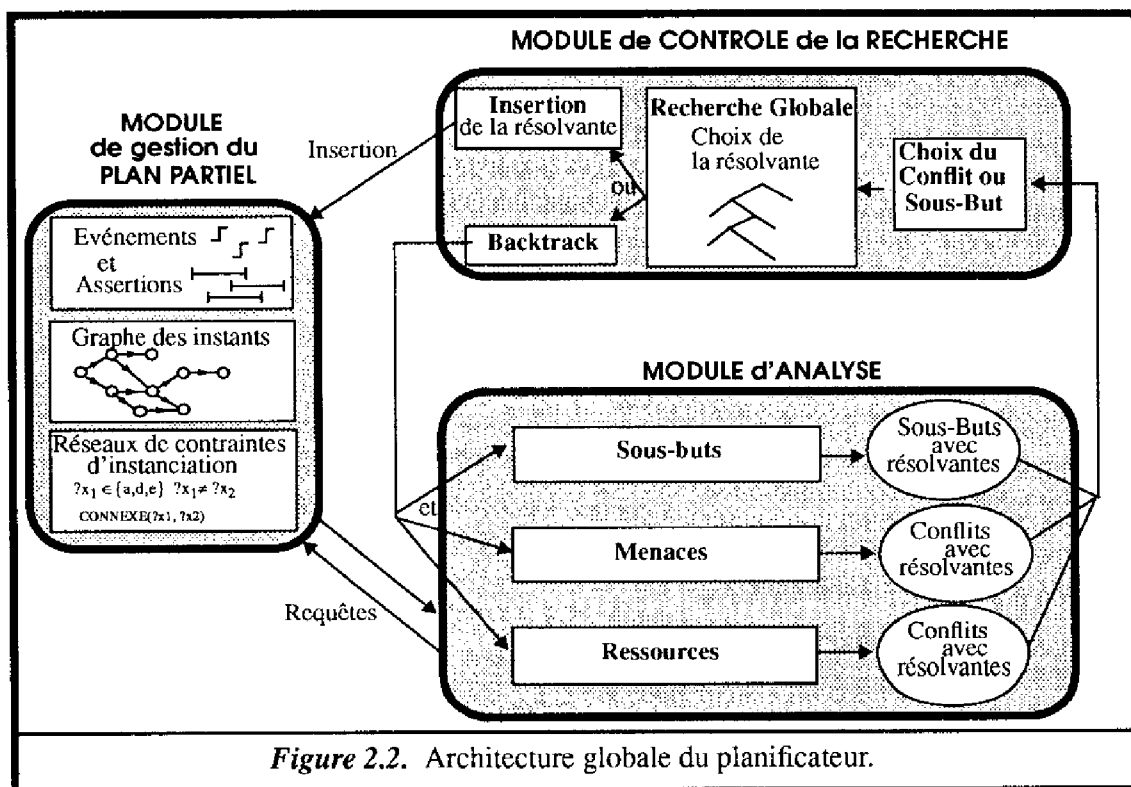 MODULE de CONTROLE de la RECHERCHE
MODULE
de gestion du
PLAN PARTIEL
Insertion
Insertion
de la résolvante
ou
Backtrack
Recherche Globale
Choix de
la résolvante
Choix du
Conflit ou
Sous-But
Evénements
et
Assertions
Graphe des instants
Réseaux de contraintes
d'instanciation
?x₁ ∈ {a,d,e} ?x₁ ≠ ?x₂
CONNEXE(?x1, ?x2)
Requêtes
MODULE d'ANALYSE
et
Sous-buts
Sous-Buts
avec
résolvantes
Menaces
Conflits
avec
résolvantes
Ressources
Conflits
avec
résolvantes
Figure 2.2. Architecture globale du planificateur.